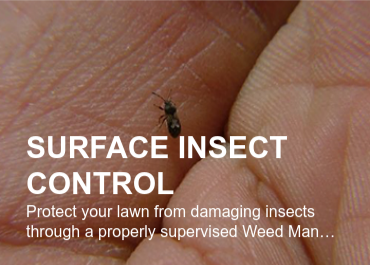 SURFACE INSECT
CONTROL
Protect your lawn from damaging insects
through a properly supervised Weed Man…